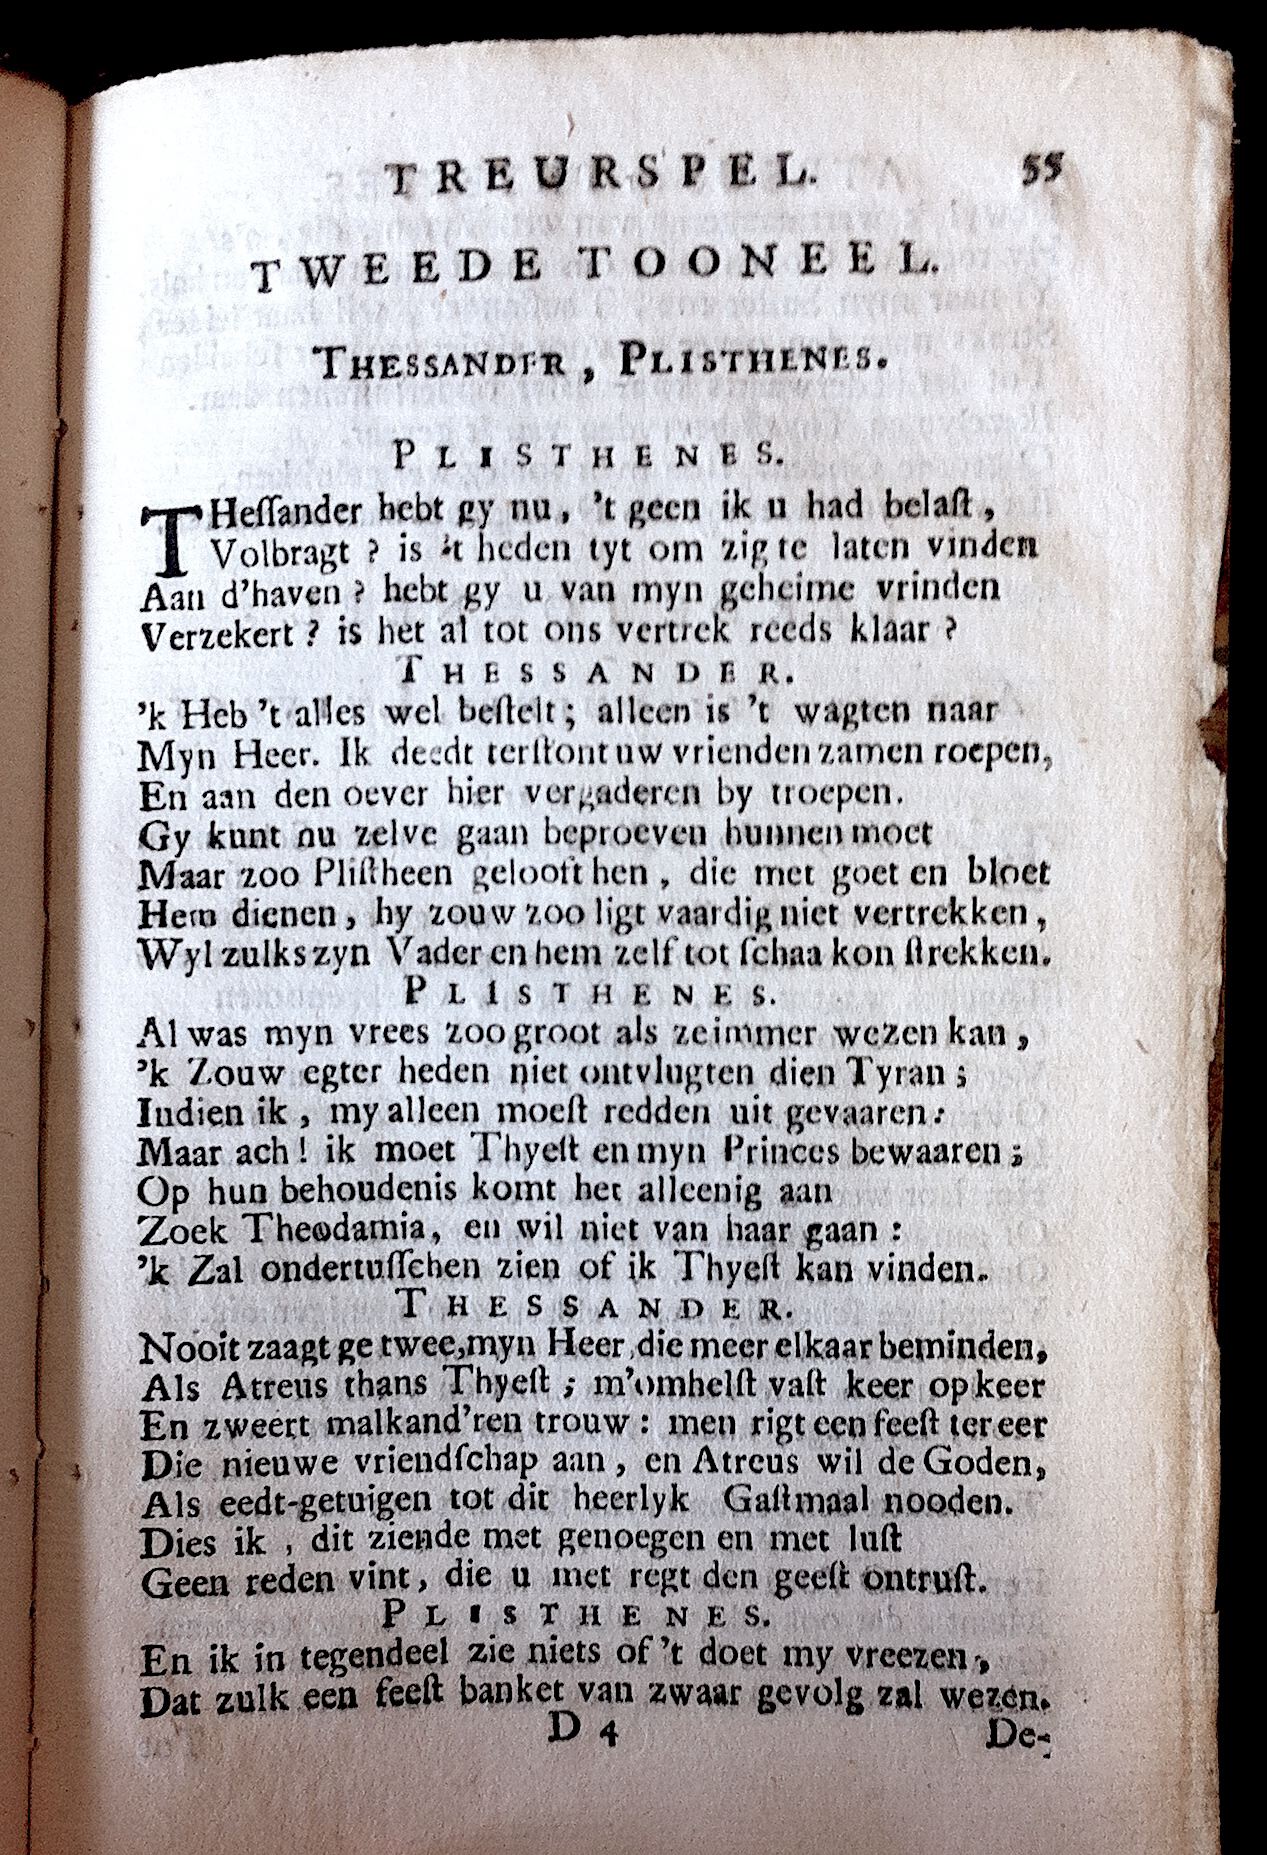 TREURSPEL. 55
TWEEDE TOONEEL.
THESSANDER, PLISTHENES.
PLISTHENES.
THeſſander hebt gy nu, 't geen ik u had belaſt,
Volbragt? is 't heden tyt om zig te laten vinden
Aan d'haven? hebt gy u van myn geheime vrinden
Verzekert? is het al tot ons vertrek reeds klaar?
THESSANDER.
'k Heb 't alles wel beſtelt; alleen is 't wagten naar
Myn Heer. Ik deedt terſtont uw vrienden zamen roepen,
En aan den oever hier vergaderen by troepen.
Gy kunt nu zelve gaan beproeven hunnen moet
Maar zoo Pliſtheen gelooft hen, die met goet en bloet
Hem dienen, hy zouw zoo ligt vaardig niet vertrekken,
Wyl zulks zyn Vader en hem zelf tot ſchaa kon ſtrekken.
PLISTHENES.
Al was myn vrees zoo groot als ze immer wezen kan,
'k Zouw egter heden niet ontvlugten dien Tyran;
Indien ik, my alleen moeſt redden uit gevaaren:
Maar ach! ik moet Thyeſt en myn Princes bewaaren;
Op hun behoudenis komt het alleenig aan
Zoek Theodamia, en wil niet van haar gaan:
'k Zal ondertuſſchen zien of ik Thyeſt kan vinden.
THESSANDER.
Nooit zaagt ge twee, myn Heer, die meer elkaar beminden,
Als Atreus thans Thyeſt; m'omhelſt vaſt keer op keer
En zweert malkand'ren trouw: men rigt een feeſt ter eer
Die nieuwe vriendſchap aan, en Atreus wil de Goden,
Als eedt-getuigen tot dit heerlyk Gaſtmaal nooden.
Dies ik, dit ziende met genoegen en met luſt
Geen reden vint, die u met regt den geeſt ontruſt.
PLISTHENES.
En ik in tegendeel zie niets of 't doet my vreezen,
Dat zulk een feeſt banket van zwaar gevolg zal wezen.
D 4 De-